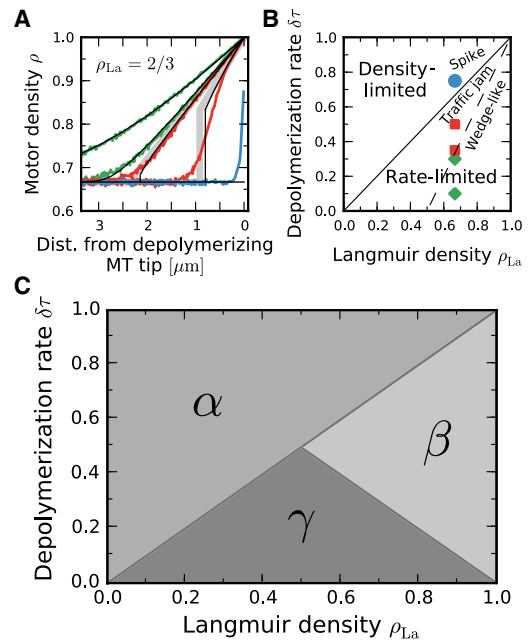 A
ρ_La = 2/3
Motor density ρ
1.0
0.9
0.8
0.7
0.6
3
2
1
0
Dist. from depolymerizing
MT tip [μm]
B
Depolymerization rate δτ
1.0
0.8
0.6
0.4
0.2
0.0
Density-
limited
Spike
Traffic jam
Wedge-like
Rate-limited
0.0 0.2 0.4 0.6 0.8 1.0
Langmuir density ρ_La
C
Depolymerization rate δτ
1.0
0.8
0.6
0.4
0.2
0.0
α
β
γ
0.0 0.2 0.4 0.6 0.8 1.0
Langmuir density ρ_La